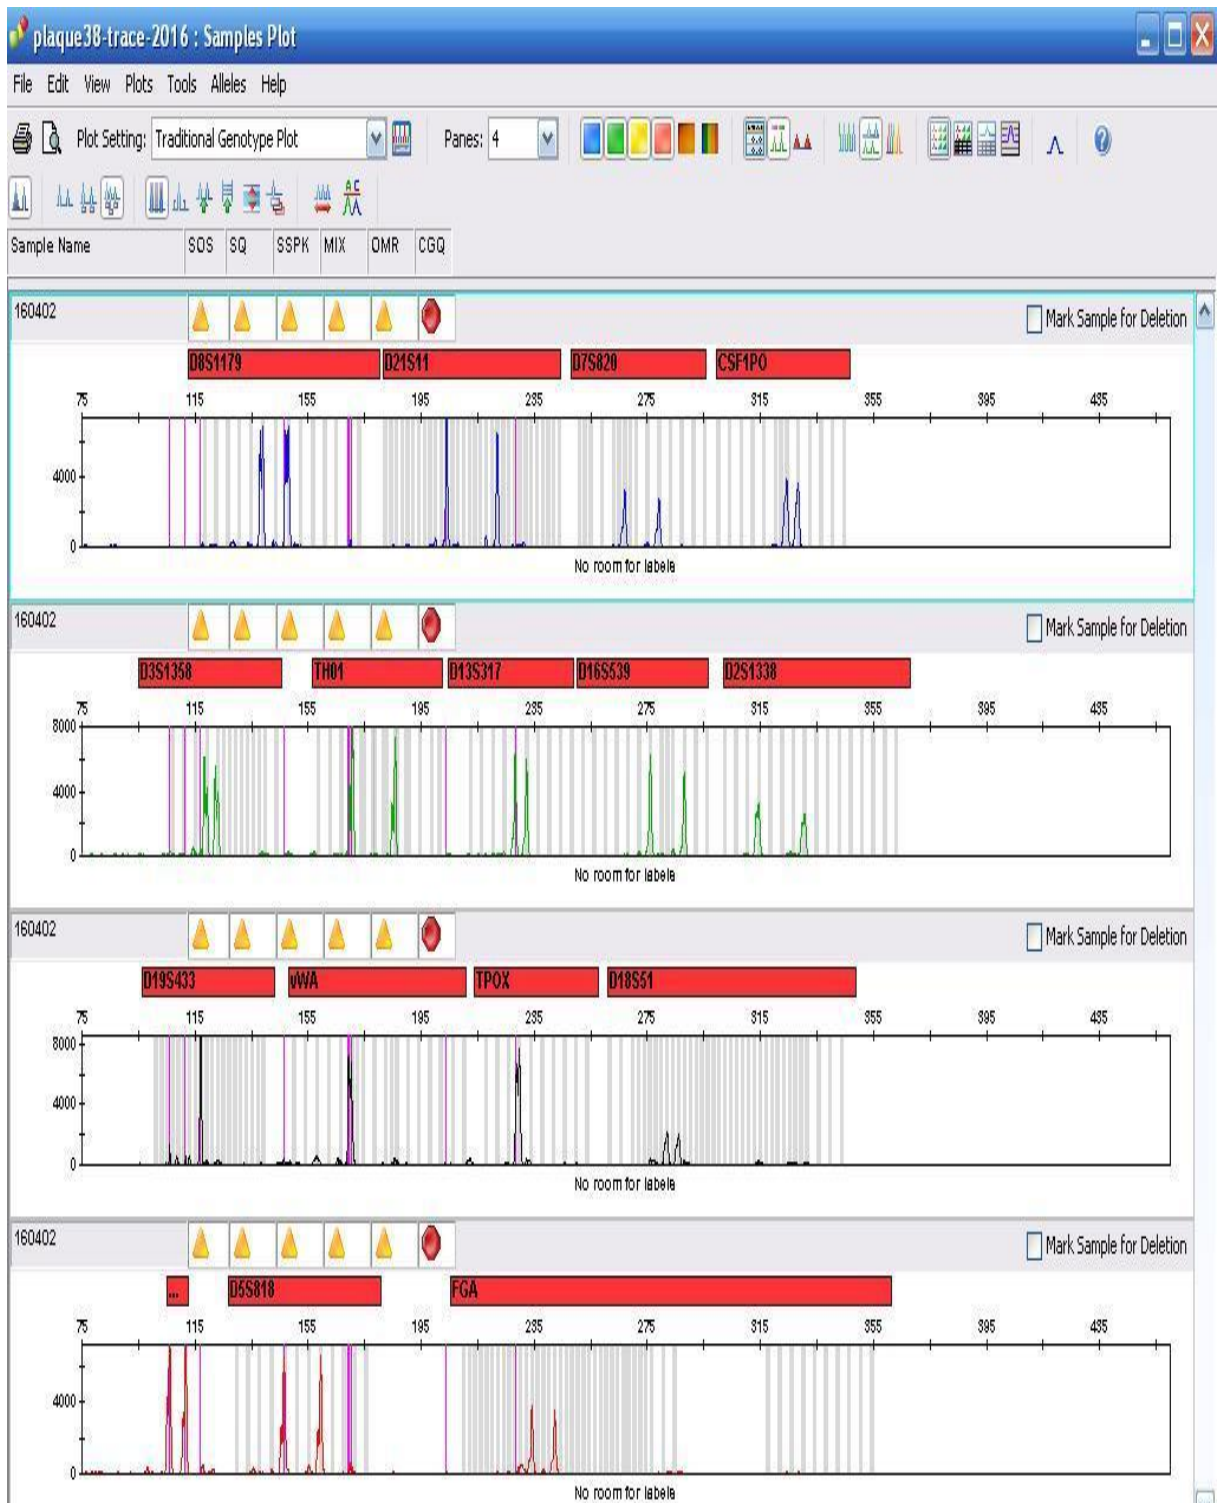 plaque38-trace-2016 : Samples Plot
File Edit View Plots Tools Alleles Help
Plot Setting: Traditional Genotype Plot Panes: 4
Sample Name SOS SQ SSPK MIX OMR CGQ
160402 Mark Sample for Deletion
D8S1179 D21S11 D7S820 CSF1PO
75 115 155 195 235 275 315 355 395 435
4000
0
No room for labels
160402 Mark Sample for Deletion
D3S1358 TH01 D13S317 D16S539 D2S1338
75 115 155 195 235 275 315 355 395 435
8000
4000
0
No room for labels
160402 Mark Sample for Deletion
D19S433 vWA TPOX D18S51
75 115 155 195 235 275 315 355 395 435
8000
4000
0
No room for labels
160402 Mark Sample for Deletion
... D5S818 FGA
75 115 155 195 235 275 315 355 395 435
4000
0
No room for labels